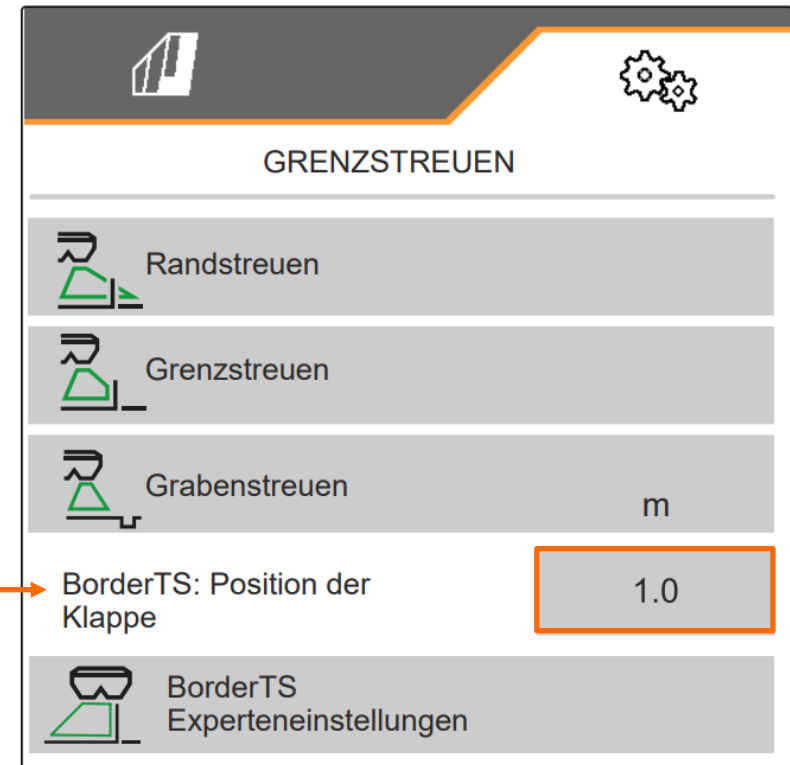 GRENZSTREUEN
Randstreuen
Grenzstreuen
Grabenstreuen
m
BorderTS: Position der
Klappe
1.0
BorderTS
Experteneinstellungen